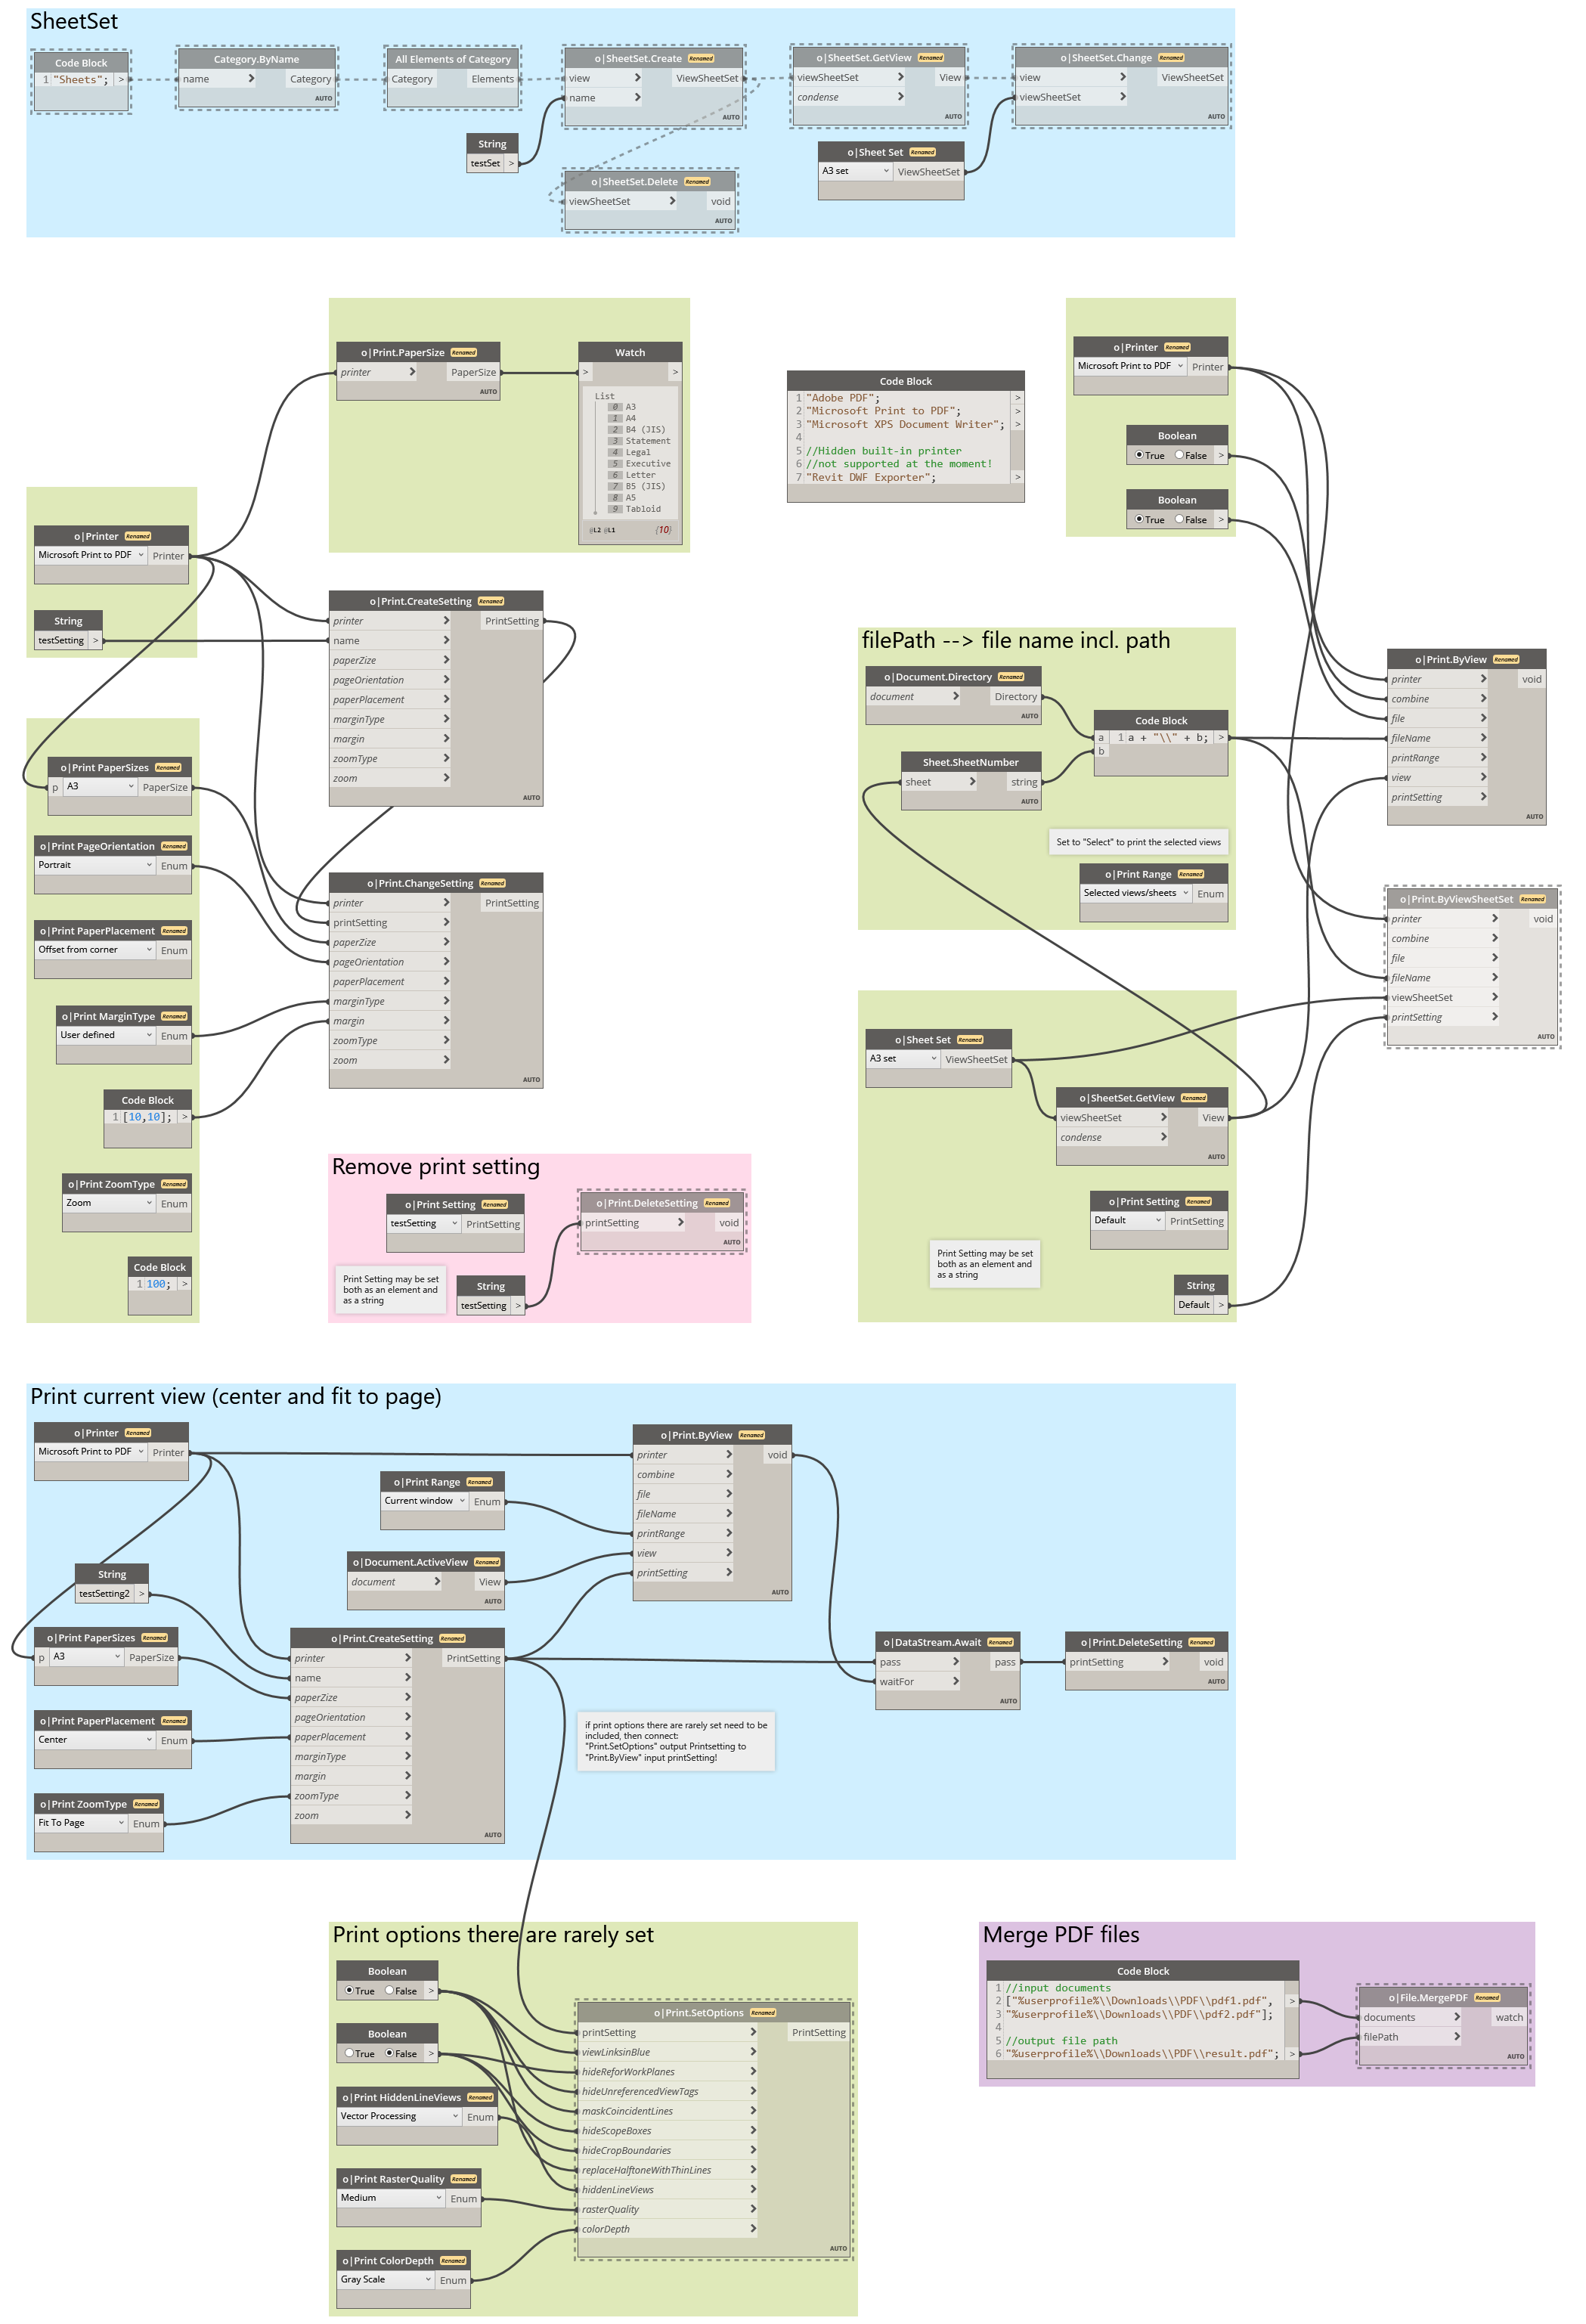 SheetSet
Code Block
1 "Sheets"; >
Category.ByName
name > Category
AUTO
All Elements of Category
Category Elements
o|SheetSet.Create Renamed
view > ViewSheetSet
name >
AUTO
o|SheetSet.GetView Renamed
viewSheetSet > View
condense >
AUTO
o|SheetSet.Change Renamed
view > ViewSheetSet
viewSheetSet >
AUTO
String
testSet >
o|SheetSet.Delete Renamed
viewSheetSet > void
AUTO
o|Sheet Set Renamed
A3 set ViewSheetSet
o|Print.PaperSize Renamed
printer > PaperSize
AUTO
Watch
> >
List
0 A3
1 A4
2 B4 (JIS)
3 Statement
4 Legal
5 Executive
6 Letter
7 B5 (JIS)
8 A5
9 Tabloid
@L2 @L1 {10}
Code Block
1 "Adobe PDF"; >
2 "Microsoft Print to PDF"; >
3 "Microsoft XPS Document Writer"; >
4
5 //Hidden built-in printer
6 //not supported at the moment!
7 "Revit DWF Exporter"; >
o|Printer Renamed
Microsoft Print to PDF Printer
Boolean
True False >
Boolean
True False >
o|Printer Renamed
Microsoft Print to PDF Printer
String
testSetting >
o|Print.CreateSetting Renamed
printer > PrintSetting
name >
paperZize >
pageOrientation >
paperPlacement >
marginType >
margin >
zoomType >
zoom >
AUTO
filePath --> file name incl. path
o|Document.Directory Renamed
document > Directory
AUTO
Sheet.SheetNumber
sheet > string
AUTO
Code Block
a 1 a + "\\" + b; >
b
Set to "Select" to print the selected views
o|Print Range Renamed
Selected views/sheets Enum
o|Print.ByView Renamed
printer > void
combine >
file >
fileName >
printRange >
view >
printSetting >
AUTO
o|Print PaperSizes Renamed
p A3 PaperSize
o|Print PageOrientation Renamed
Portrait Enum
o|Print PaperPlacement Renamed
Offset from corner Enum
o|Print MarginType Renamed
User defined Enum
Code Block
1 [10,10]; >
o|Print ZoomType Renamed
Zoom Enum
Code Block
1 100; >
o|Print.ChangeSetting Renamed
printer > PrintSetting
printSetting >
paperZize >
pageOrientation >
paperPlacement >
marginType >
margin >
zoomType >
zoom >
AUTO
o|Print.ByViewSheetSet Renamed
printer > void
combine >
file >
fileName >
viewSheetSet >
printSetting >
AUTO
o|Sheet Set Renamed
A3 set ViewSheetSet
o|SheetSet.GetView Renamed
viewSheetSet > View
condense >
AUTO
o|Print Setting Renamed
Default PrintSetting
Print Setting may be set
both as an element and
as a string
String
Default >
Remove print setting
o|Print Setting Renamed
testSetting PrintSetting
o|Print.DeleteSetting Renamed
printSetting > void
AUTO
Print Setting may be set
both as an element and
as a string
String
testSetting >
Print current view (center and fit to page)
o|Printer Renamed
Microsoft Print to PDF Printer
String
testSetting2 >
o|Print PaperSizes Renamed
p A3 PaperSize
o|Print PaperPlacement Renamed
Center Enum
o|Print ZoomType Renamed
Fit To Page Enum
o|Print Range Renamed
Current window Enum
o|Document.ActiveView Renamed
document > View
AUTO
o|Print.CreateSetting Renamed
printer > PrintSetting
name >
paperZize >
pageOrientation >
paperPlacement >
marginType >
margin >
zoomType >
zoom >
AUTO
o|Print.ByView Renamed
printer > void
combine >
file >
fileName >
printRange >
view >
printSetting >
AUTO
if print options there are rarely set need to be
included, then connect:
"Print.SetOptions" output Printsetting to
"Print.ByView" input printSetting!
o|DataStream.Await Renamed
pass > pass
waitFor >
AUTO
o|Print.DeleteSetting Renamed
printSetting > void
AUTO
Print options there are rarely set
Boolean
True False >
Boolean
True False >
o|Print HiddenLineViews Renamed
Vector Processing Enum
o|Print RasterQuality Renamed
Medium Enum
o|Print ColorDepth Renamed
Gray Scale Enum
o|Print.SetOptions Renamed
printSetting > PrintSetting
viewLinksinBlue >
hideReforWorkPlanes >
hideUnreferencedViewTags >
maskCoincidentLines >
hideScopeBoxes >
hideCropBoundaries >
replaceHalftoneWithThinLines >
hiddenLineViews >
rasterQuality >
colorDepth >
AUTO
Merge PDF files
Code Block
1 //input documents
2 ["%userprofile%\\Downloads\\PDF\\pdf1.pdf", >
3 "%userprofile%\\Downloads\\PDF\\pdf2.pdf"];
4
5 //output file path
6 "%userprofile%\\Downloads\\PDF\\result.pdf"; >
o|File.MergePDF Renamed
documents > watch
filePath >
AUTO